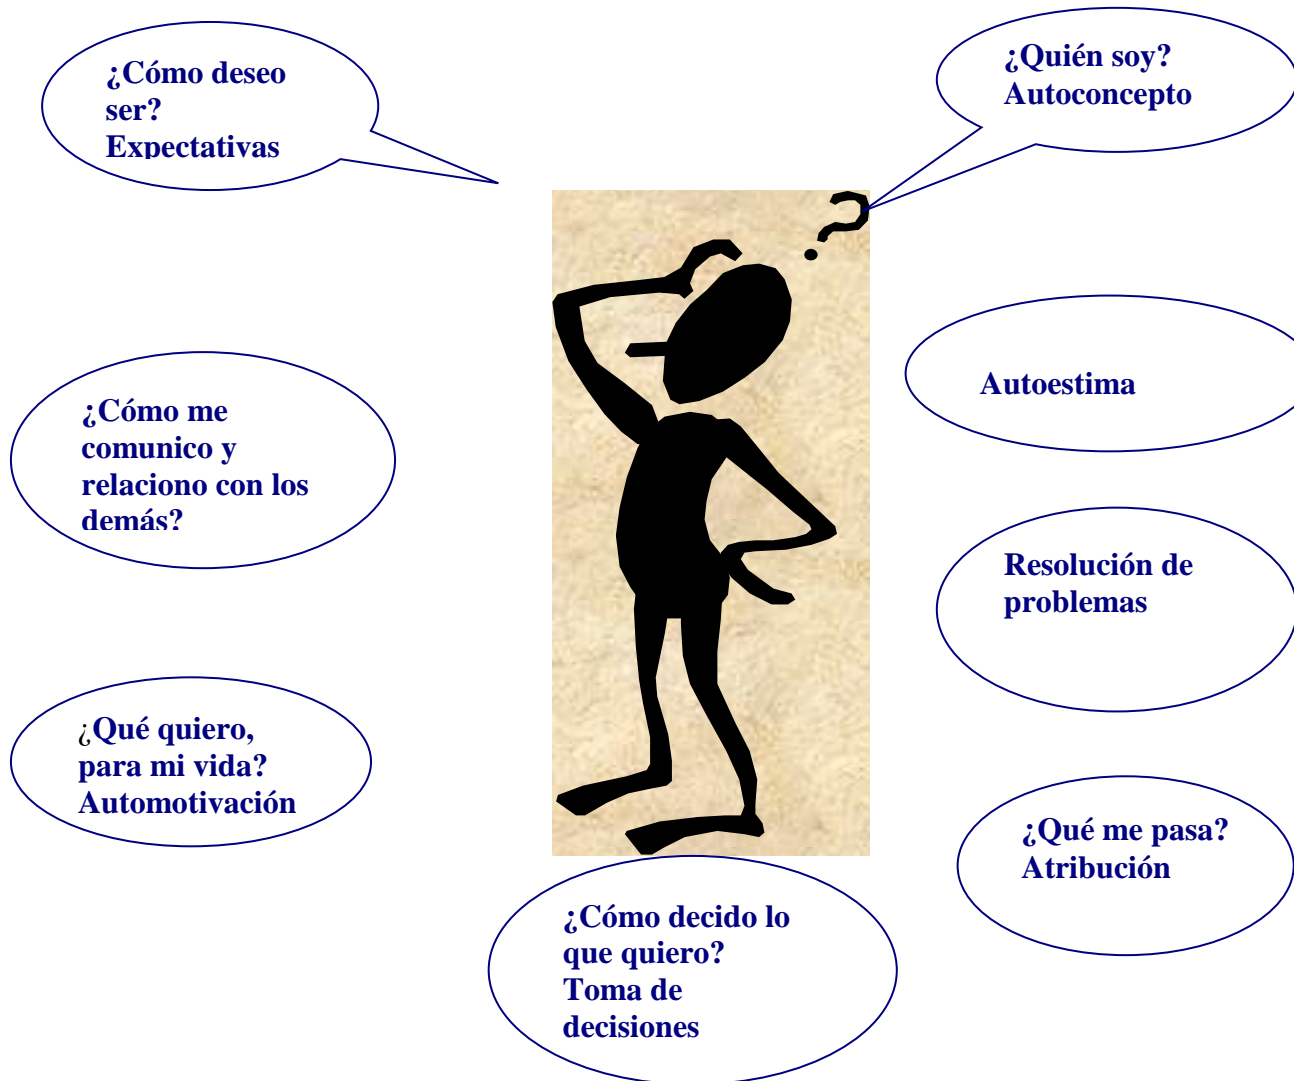 ¿Cómo deseo
ser?
Expectativas
¿Quién soy?
Autoconcepto
Autoestima
¿Cómo me
comunico y
relaciono con los
demás?
Resolución de
problemas
¿Qué quiero,
para mi vida?
Automotivación
¿Qué me pasa?
Atribución
¿Cómo decido lo
que quiero?
Toma de
decisiones